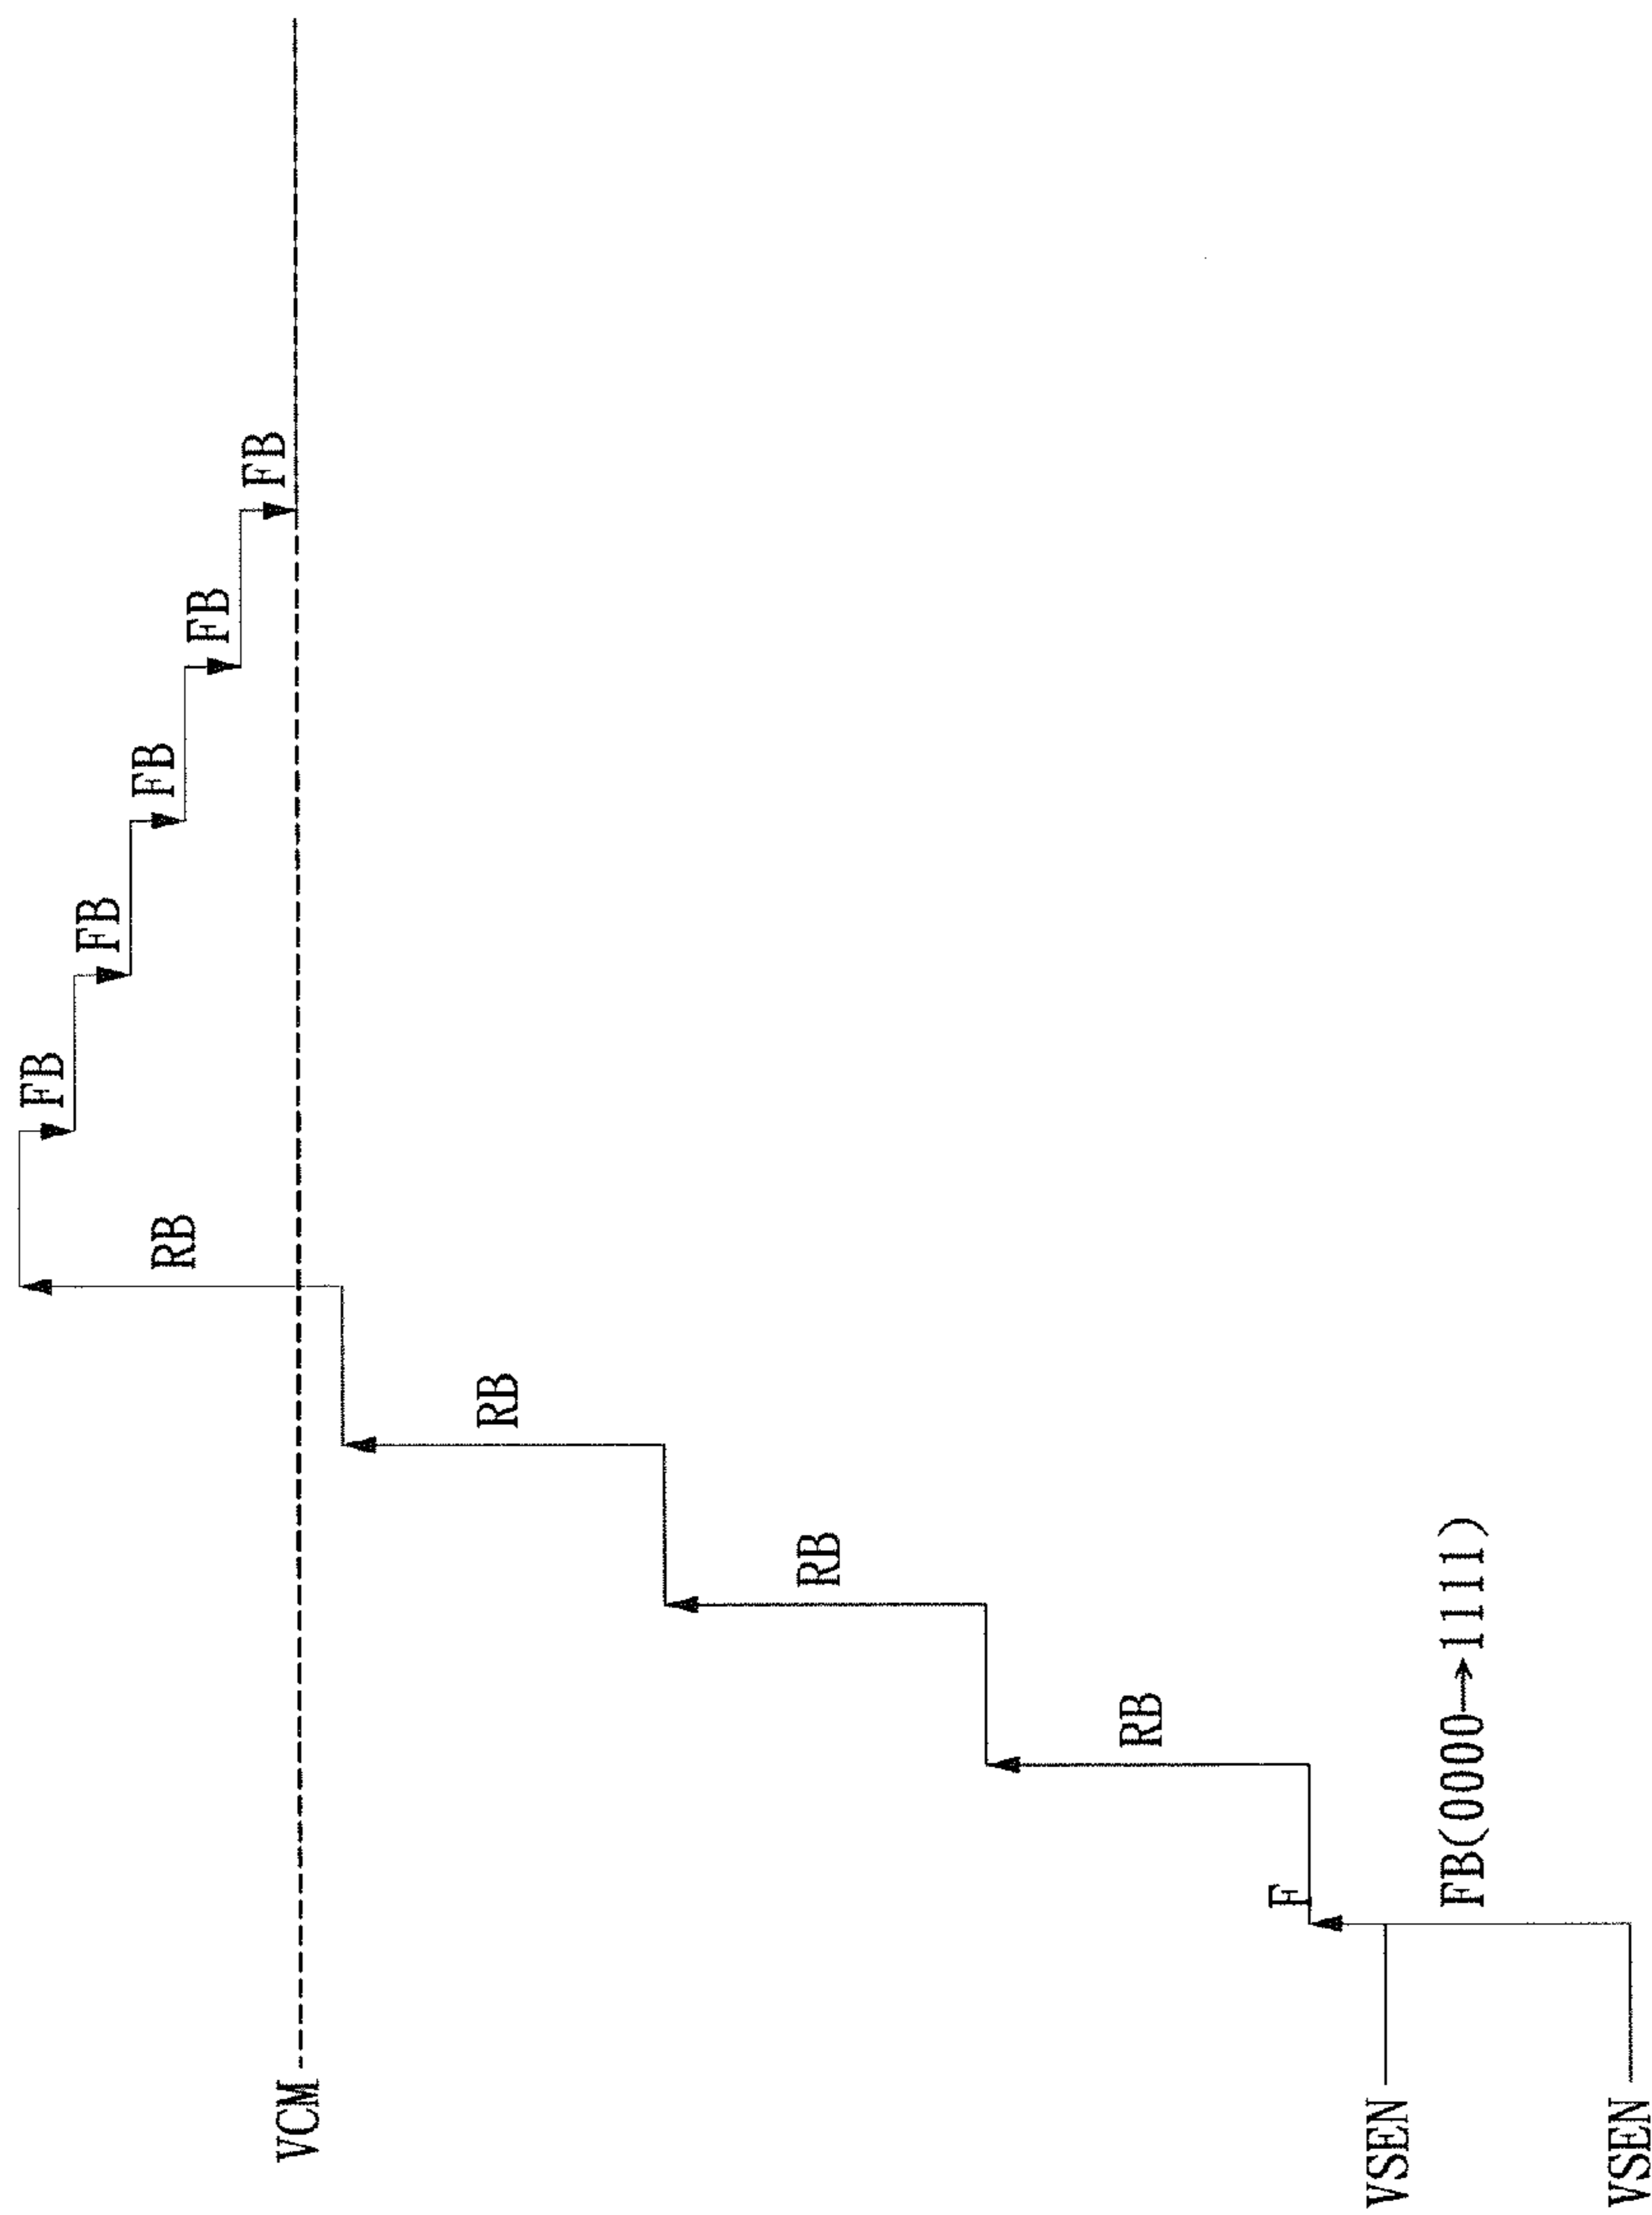 VCM
VSEN
VSEN
F
FB(0000→1111)
RB
RB
RB
RB
FB
FB
FB
FB
FB